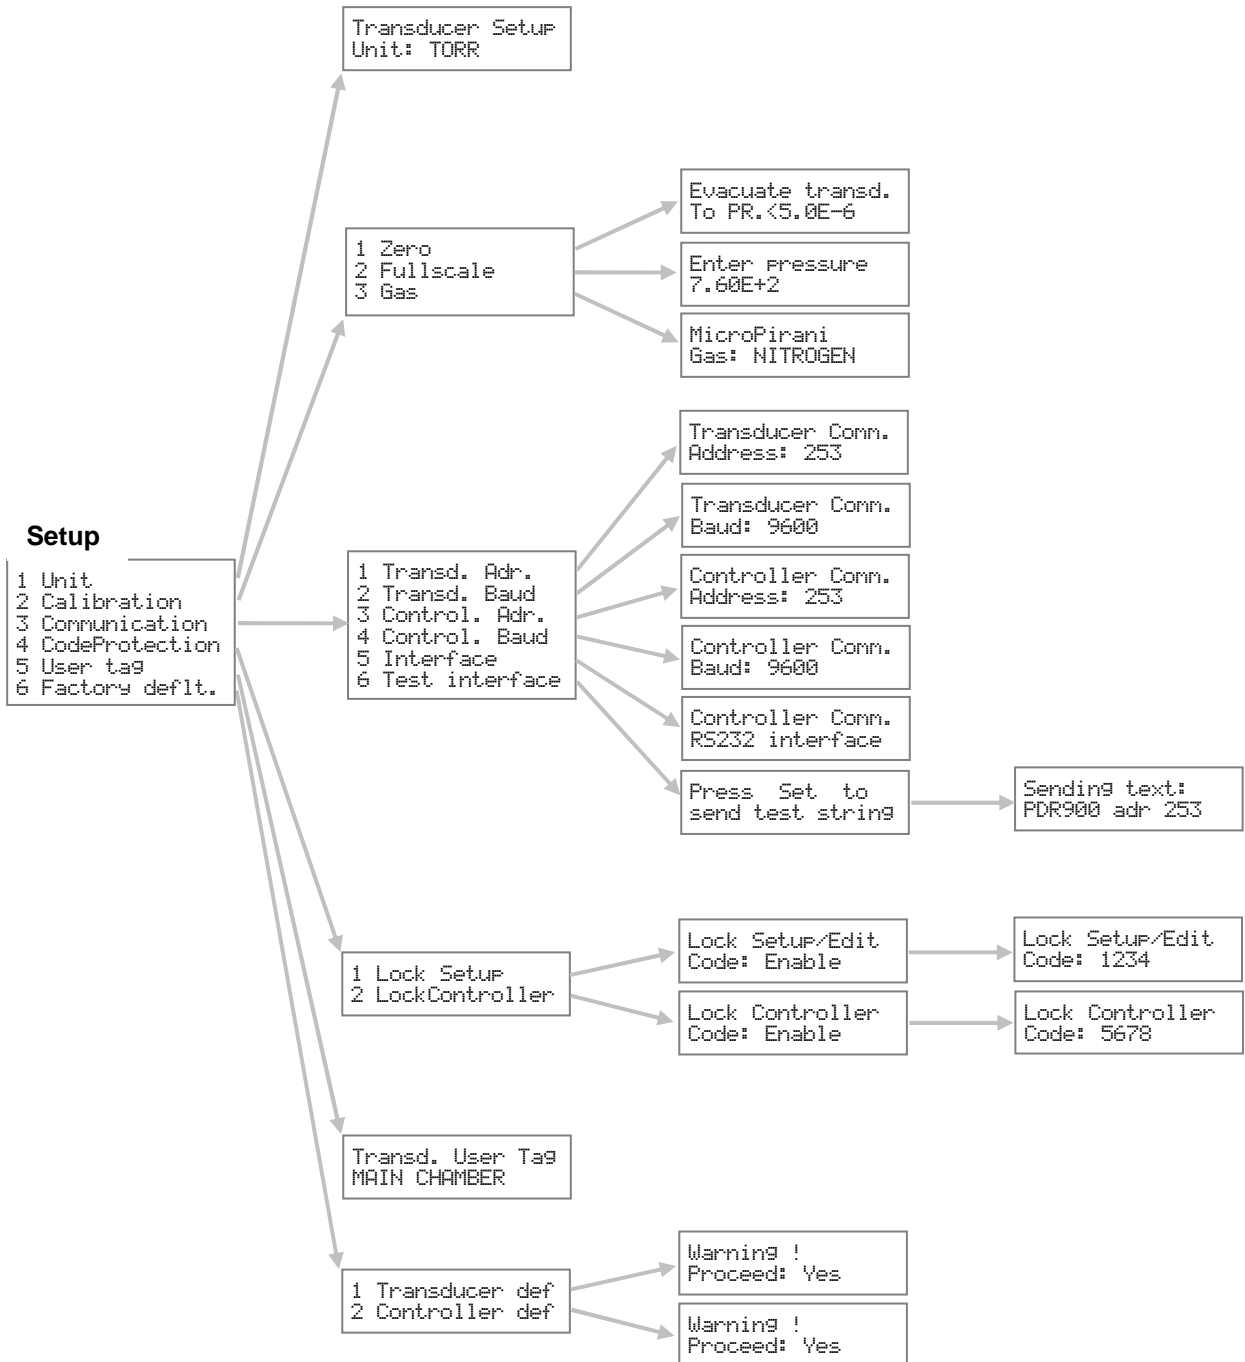 Transducer Setup
Unit: TORR
Evacuate transd.
To PR.<5.0E-6
1 Zero
2 Fullscale
3 Gas
Enter pressure
7.60E+2
MicroPirani
Gas: NITROGEN
Transducer Comm.
Address: 253
Transducer Comm.
Baud: 9600
Setup
1 Unit
2 Calibration
3 Communication
4 CodeProtection
5 User tag
6 Factory deflt.
1 Transd. Adr.
2 Transd. Baud
3 Control. Adr.
4 Control. Baud
5 Interface
6 Test interface
Controller Comm.
Address: 253
Controller Comm.
Baud: 9600
Controller Comm.
RS232 interface
Press Set to
send test string
Sending text:
PDR900 adr 253
1 Lock Setup
2 LockController
Lock Setup/Edit
Code: Enable
Lock Setup/Edit
Code: 1234
Lock Controller
Code: Enable
Lock Controller
Code: 5678
Transd. User Tag
MAIN CHAMBER
1 Transducer def
2 Controller def
Warning !
Proceed: Yes
Warning !
Proceed: Yes